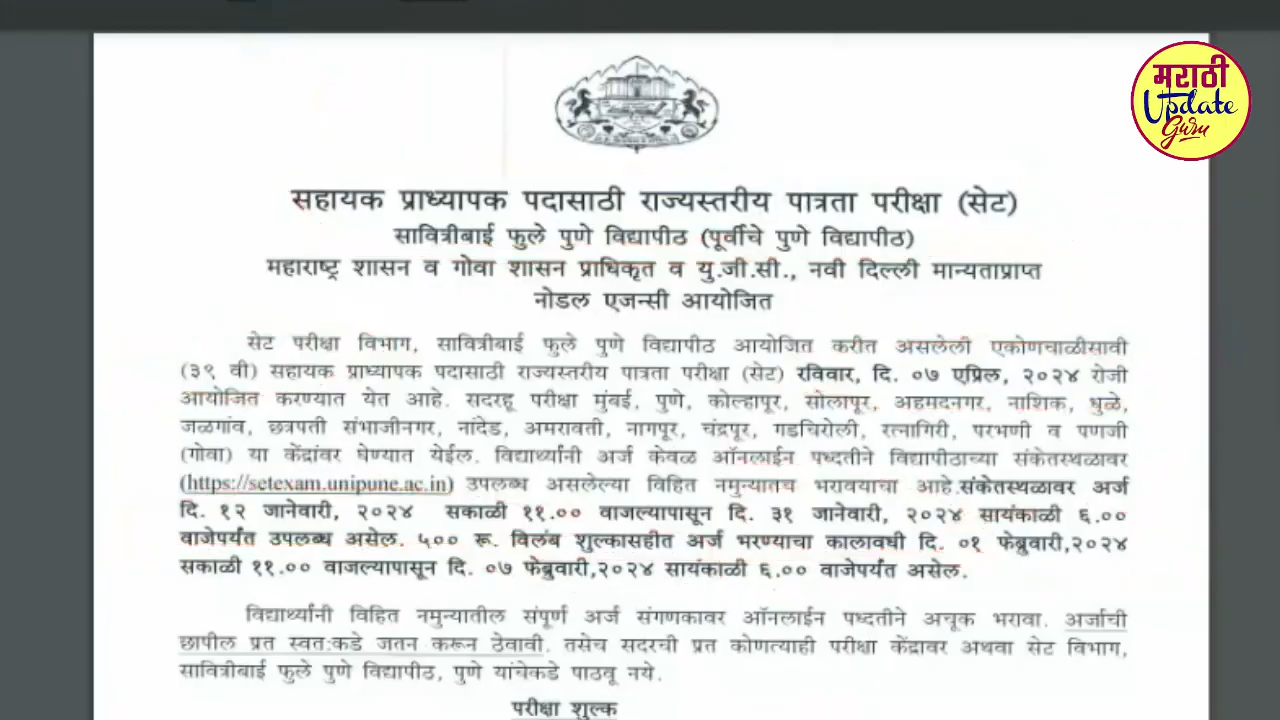 मराठी
Update
Guru
सहायक प्राध्यापक पदासाठी राज्यस्तरीय पात्रता परीक्षा (सेट)
सावित्रीबाई फुले पुणे विद्यापीठ (पूर्वीचे पुणे विद्यापीठ)
महाराष्ट्र शासन व गोवा शासन प्राधिकृत व यु.जी.सी., नवी दिल्ली मान्यताप्राप्त
नोडल एजन्सी आयोजित
सेट परीक्षा विभाग, सावित्रीबाई फुले पुणे विद्यापीठ आयोजित करीत असलेली एकोणचाळीसावी
(३९ वी) सहायक प्राध्यापक पदासाठी राज्यस्तरीय पात्रता परीक्षा (सेट) रविवार, दि. ०७ एप्रिल, २०२४ रोजी
आयोजित करण्यात येत आहे. सदरहू परीक्षा मुंबई, पुणे, कोल्हापूर, सोलापूर, अहमदनगर, नाशिक, धुळे,
जळगांव, छत्रपती संभाजीनगर, नांदेड, अमरावती, नागपूर, चंद्रपूर, गडचिरोली, रत्नागिरी, परभणी व पणजी
(गोवा) या केंद्रांवर घेण्यात येईल. विद्यार्थ्यांनी अर्ज केवळ ऑनलाईन पध्दतीने विद्यापीठाच्या संकेतस्थळावर
(https://setexam.unipune.ac.in) उपलब्ध असलेल्या विहित नमुन्यातच भरावयाचा आहे.संकेतस्थळावर अर्ज
दि. १२ जानेवारी, २०२४ सकाळी ११.०० वाजल्यापासून दि. ३१ जानेवारी, २०२४ सायंकाळी ६.००
वाजेपर्यंत उपलब्ध असेल. ५०० रू. विलंब शुल्कासहीत अर्ज भरण्याचा कालावधी दि. ०१ फेब्रुवारी,२०२४
सकाळी ११.०० वाजल्यापासून दि. ०७ फेब्रुवारी,२०२४ सायंकाळी ६.०० वाजेपर्यंत असेल.
विद्यार्थ्यांनी विहित नमुन्यातील संपूर्ण अर्ज संगणकावर ऑनलाईन पध्दतीने अचूक भरावा. अर्जाची
छापील प्रत स्वत:कडे जतन करून ठेवावी. तसेच सदरची प्रत कोणत्याही परीक्षा केंद्रावर अथवा सेट विभाग,
सावित्रीबाई फुले पुणे विद्यापीठ, पुणे यांचेकडे पाठवू नये.
परीक्षा शुल्क